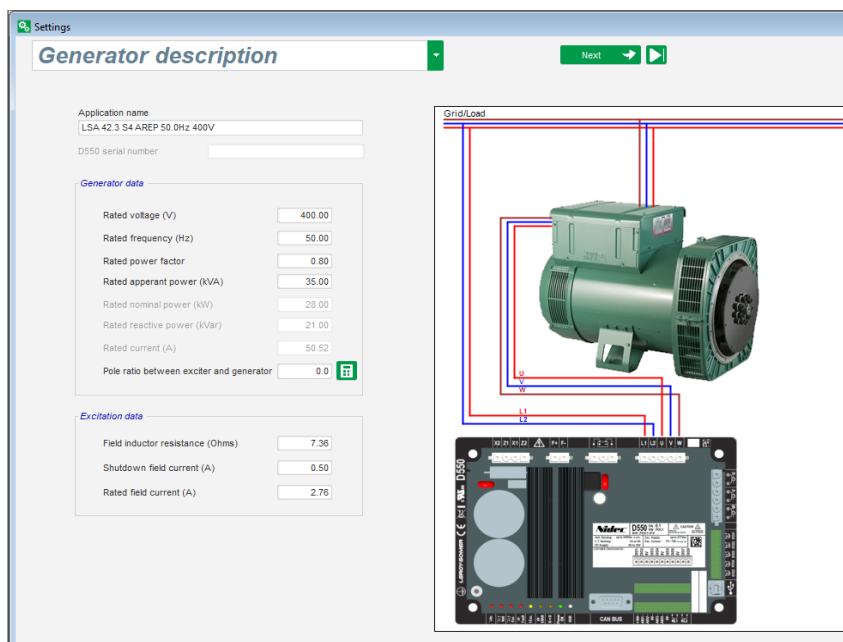 Settings
Generator description
Next
Application name
LSA 42.3 S4 AREP 50.0Hz 400V
D550 serial number
Generator data
Rated voltage (V) 400.00
Rated frequency (Hz) 50.00
Rated power factor 0.80
Rated apperant power (kVA) 35.00
Rated nominal power (kW) 28.00
Rated reactive power (kVar) 21.00
Rated current (A) 50.52
Pole ratio between exciter and generator 0.0
Excitation data
Field inductor resistance (Ohms) 7.36
Shutdown field current (A) 0.50
Rated field current (A) 2.76
Grid/Load
U
V
W
L1
L2
X2 Z1 X1 Z2
F+ F-
L1 L2 U V W
D550
LEROY-SOMER
Nidec
D550
CAUTION
CAN BUS